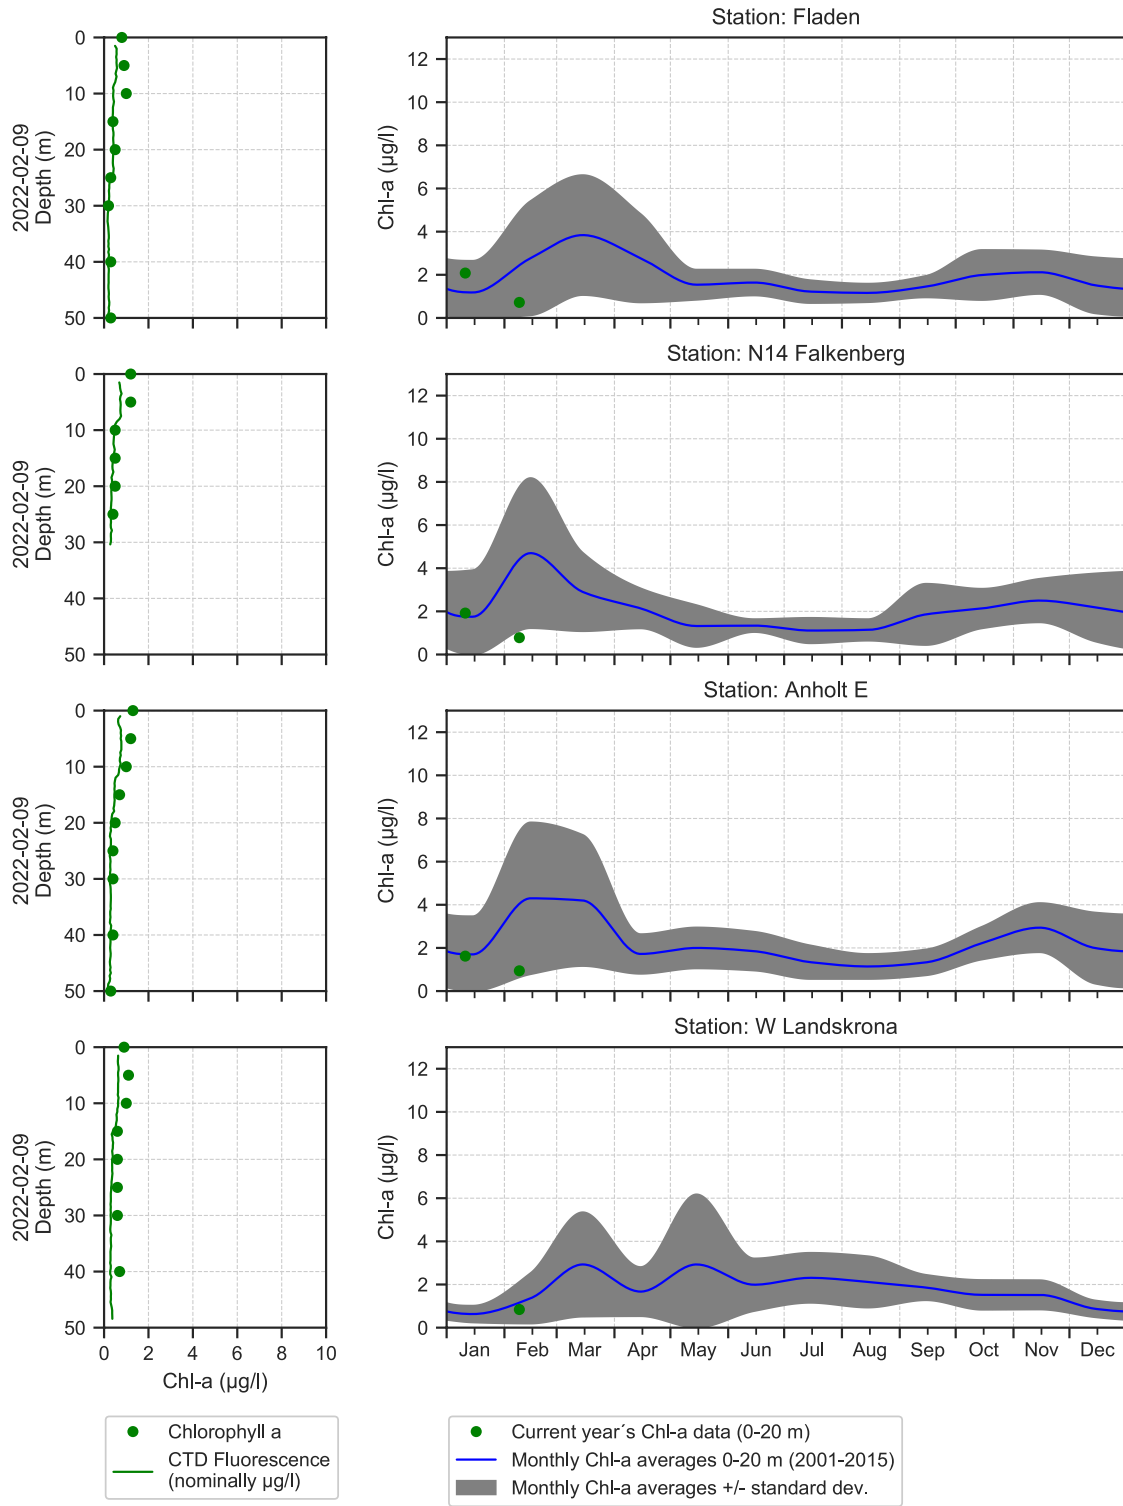 Station: Fladen
0
10
20
30
40
50
2022-02-09
Depth (m)
12
10
8
6
4
2
0
Chl-a (µg/l)
Station: N14 Falkenberg
0
10
20
30
40
50
2022-02-09
Depth (m)
12
10
8
6
4
2
0
Chl-a (µg/l)
Station: Anholt E
0
10
20
30
40
50
2022-02-09
Depth (m)
12
10
8
6
4
2
0
Chl-a (µg/l)
Station: W Landskrona
0
10
20
30
40
50
2022-02-09
Depth (m)
12
10
8
6
4
2
0
Chl-a (µg/l)
0 2 4 6 8 10
Chl-a (µg/l)
Jan Feb Mar Apr May Jun Jul Aug Sep Oct Nov Dec
Chlorophyll a
CTD Fluorescence
(nominally µg/l)
Current year´s Chl-a data (0-20 m)
Monthly Chl-a averages 0-20 m (2001-2015)
Monthly Chl-a averages +/- standard dev.